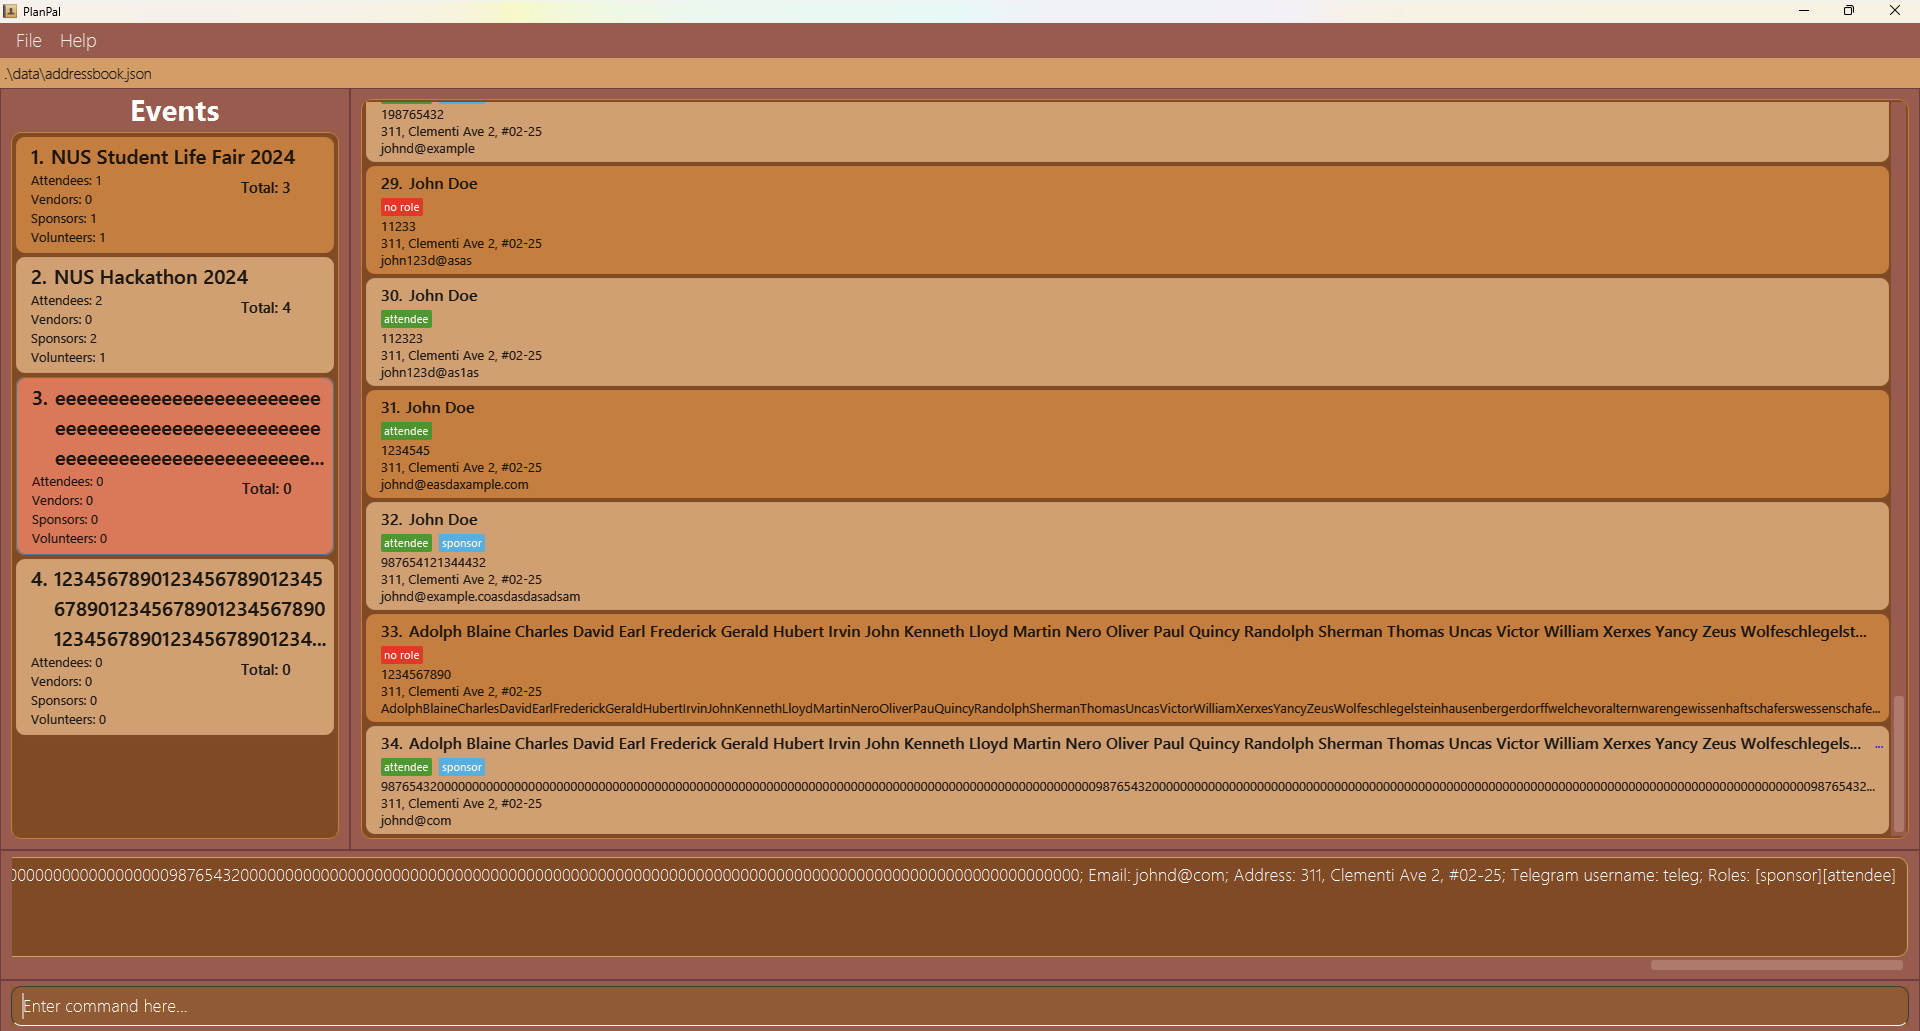 PlanPal
File Help
.\data\addressbook.json
Events
1. NUS Student Life Fair 2024
Attendees: 1
Total: 3
Vendors: 0
Sponsors: 1
Volunteers: 1
2. NUS Hackathon 2024
Attendees: 2
Total: 4
Vendors: 0
Sponsors: 2
Volunteers: 1
3. eeeeeeeeeeeeeeeeeeeeeeeee
eeeeeeeeeeeeeeeeeeeeeeeee
eeeeeeeeeeeeeeeeeeeeeeee...
Attendees: 0
Total: 0
Vendors: 0
Sponsors: 0
Volunteers: 0
4. 1234567890123456789012345
6789012345678901234567890
123456789012345678901234...
Attendees: 0
Total: 0
Vendors: 0
Sponsors: 0
Volunteers: 0
198765432
311, Clementi Ave 2, #02-25
johnd@example
29. John Doe
no role
11233
311, Clementi Ave 2, #02-25
john123d@asas
30. John Doe
attendee
112323
311, Clementi Ave 2, #02-25
john123d@as1as
31. John Doe
attendee
1234545
311, Clementi Ave 2, #02-25
johnd@easdaxample.com
32. John Doe
attendee sponsor
987654121344432
311, Clementi Ave 2, #02-25
johnd@example.coasdasdasadsam
33. Adolph Blaine Charles David Earl Frederick Gerald Hubert Irvin John Kenneth Lloyd Martin Nero Oliver Paul Quincy Randolph Sherman Thomas Uncas Victor William Xerxes Yancy Zeus Wolfeschlegelst...
no role
1234567890
311, Clementi Ave 2, #02-25
AdolphBlaineCharlesDavidEarlFrederickGeraldHubertIrvinJohnKennethLloydMartinNeroOliverPauQuincyRandolphShermanThomasUncasVictorWilliamXerxesYancyZeusWolfeschlegelsteinhausenbergerdorffwelchevoralternwarengewissenhaftschaferswessenschafe...
34. Adolph Blaine Charles David Earl Frederick Gerald Hubert Irvin John Kenneth Lloyd Martin Nero Oliver Paul Quincy Randolph Sherman Thomas Uncas Victor William Xerxes Yancy Zeus Wolfeschlegels... ...
attendee sponsor
311, Clementi Ave 2, #02-25
johnd@com
Email: johnd@com; Address: 311, Clementi Ave 2, #02-25; Telegram username: teleg; Roles: [sponsor][attendee]
Enter command here...